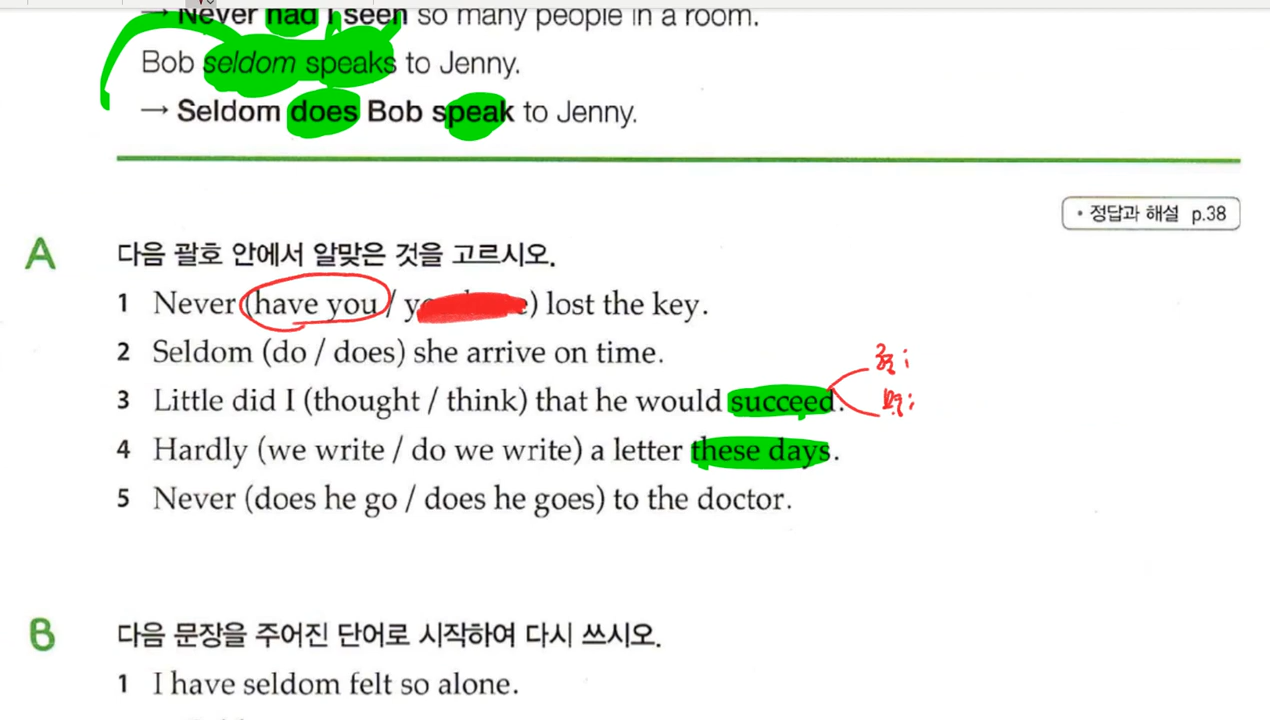 → Never had I seen so many people in a room.
Bob seldom speaks to Jenny.
→ Seldom does Bob speak to Jenny.
• 정답과 해설 p.38
A 다음 괄호 안에서 알맞은 것을 고르시오.
1 Never (have you / ) lost the key.
2 Seldom (do / does) she arrive on time.
3 Little did I (thought / think) that he would succeed.
4 Hardly (we write / do we write) a letter these days.
5 Never (does he go / does he goes) to the doctor.
B 다음 문장을 주어진 단어로 시작하여 다시 쓰시오.
1 I have seldom felt so alone.